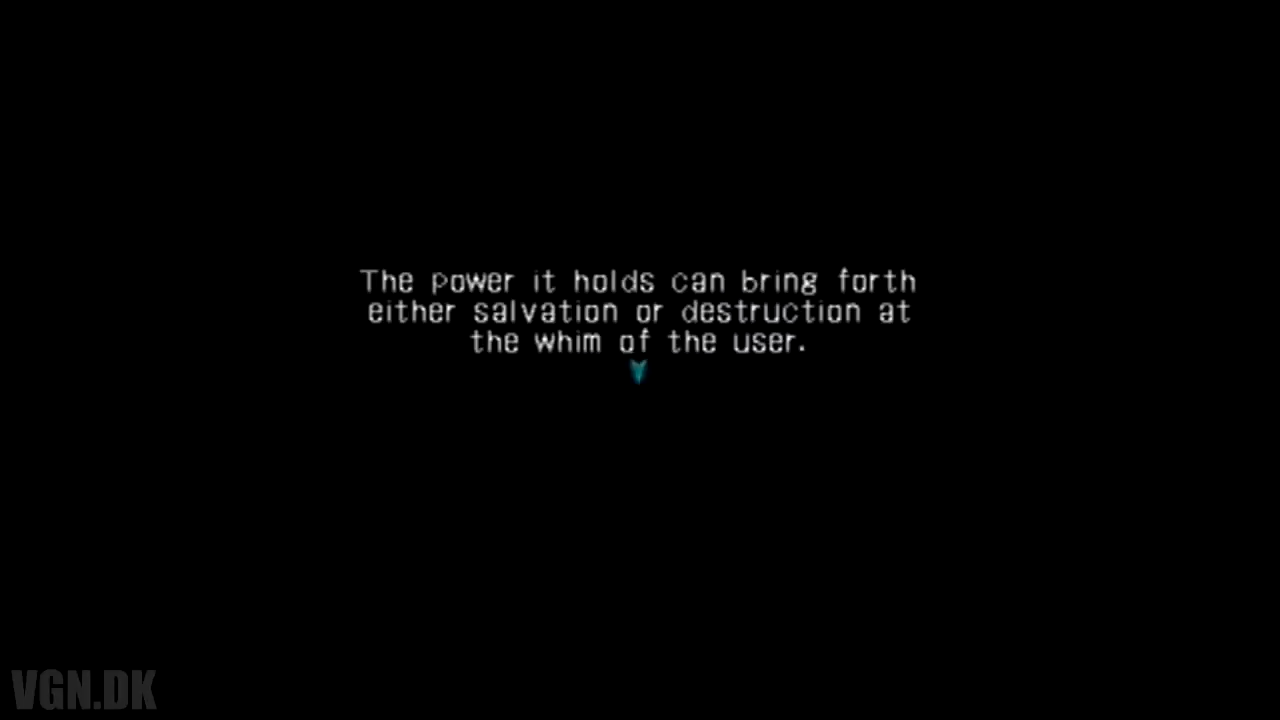 The power it holds can bring forth
either salvation or destruction at
the whim of the user.
VGN.DK